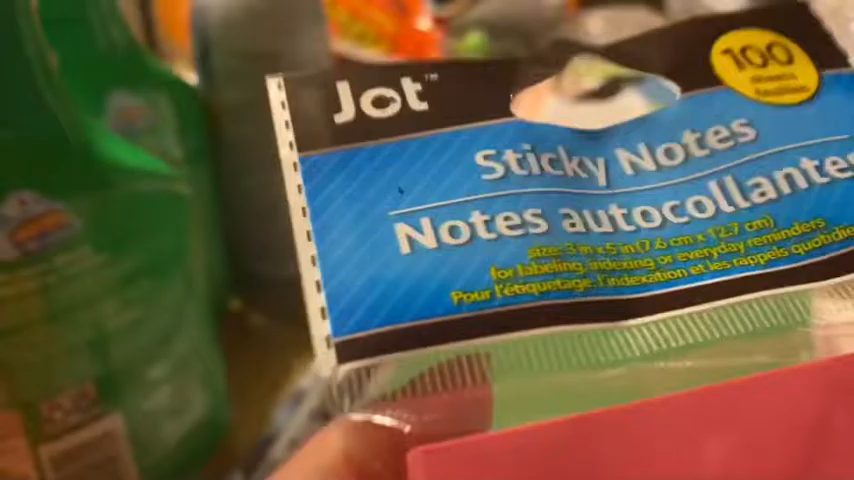 Jot™
100
sheets
feuilles
Sticky Notes
Notes autocollantes
size: 3 in x 5 in (7.6 cm x 12.7 cm)
for labeling, indexing or everyday reminders
Pour l'étiquetage, l'indexation et les rappels quotidiens